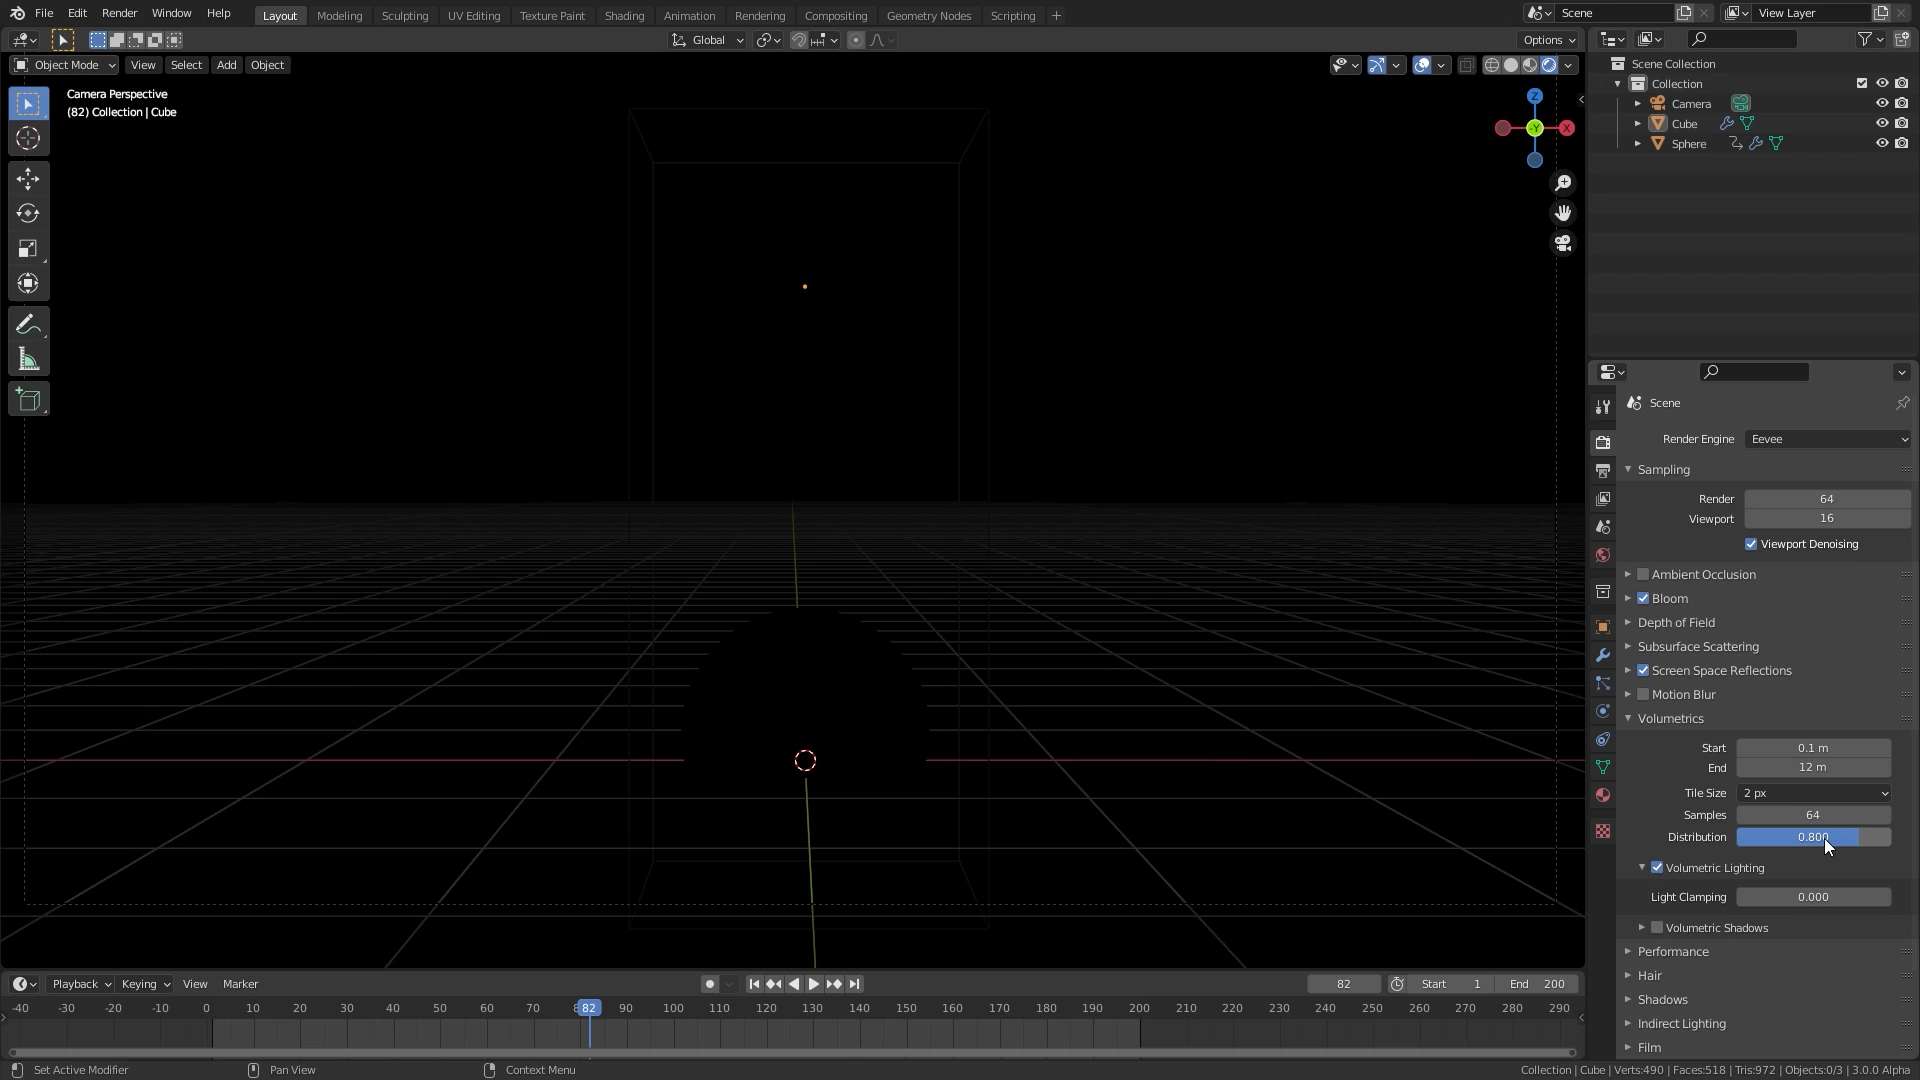 File Edit Render Window Help Layout Modeling Sculpting UV Editing Texture Paint Shading Animation Rendering Compositing Geometry Nodes Scripting + Scene View Layer
Global Options
Object Mode View Select Add Object
Camera Perspective
(82) Collection | Cube
Z
-Y X
Scene Collection
Collection
Camera
Cube
Sphere
Scene
Render Engine Eevee
Sampling
Render 64
Viewport 16
Viewport Denoising
Ambient Occlusion
Bloom
Depth of Field
Subsurface Scattering
Screen Space Reflections
Motion Blur
Volumetrics
Start 0.1 m
End 12 m
Tile Size 2 px
Samples 64
Distribution 0.800
Volumetric Lighting
Light Clamping 0.000
Volumetric Shadows
Performance
Hair
Shadows
Indirect Lighting
Film
Playback Keying View Marker 82 Start 1 End 200
-40 -30 -20 -10 0 10 20 30 40 50 60 70 82 90 100 110 120 130 140 150 160 170 180 190 200 210 220 230 240 250 260 270 280 290
Set Active Modifier Pan View Context Menu Collection | Cube | Verts:490 | Faces:518 | Tris:972 | Objects:0/3 | 3.0.0 Alpha